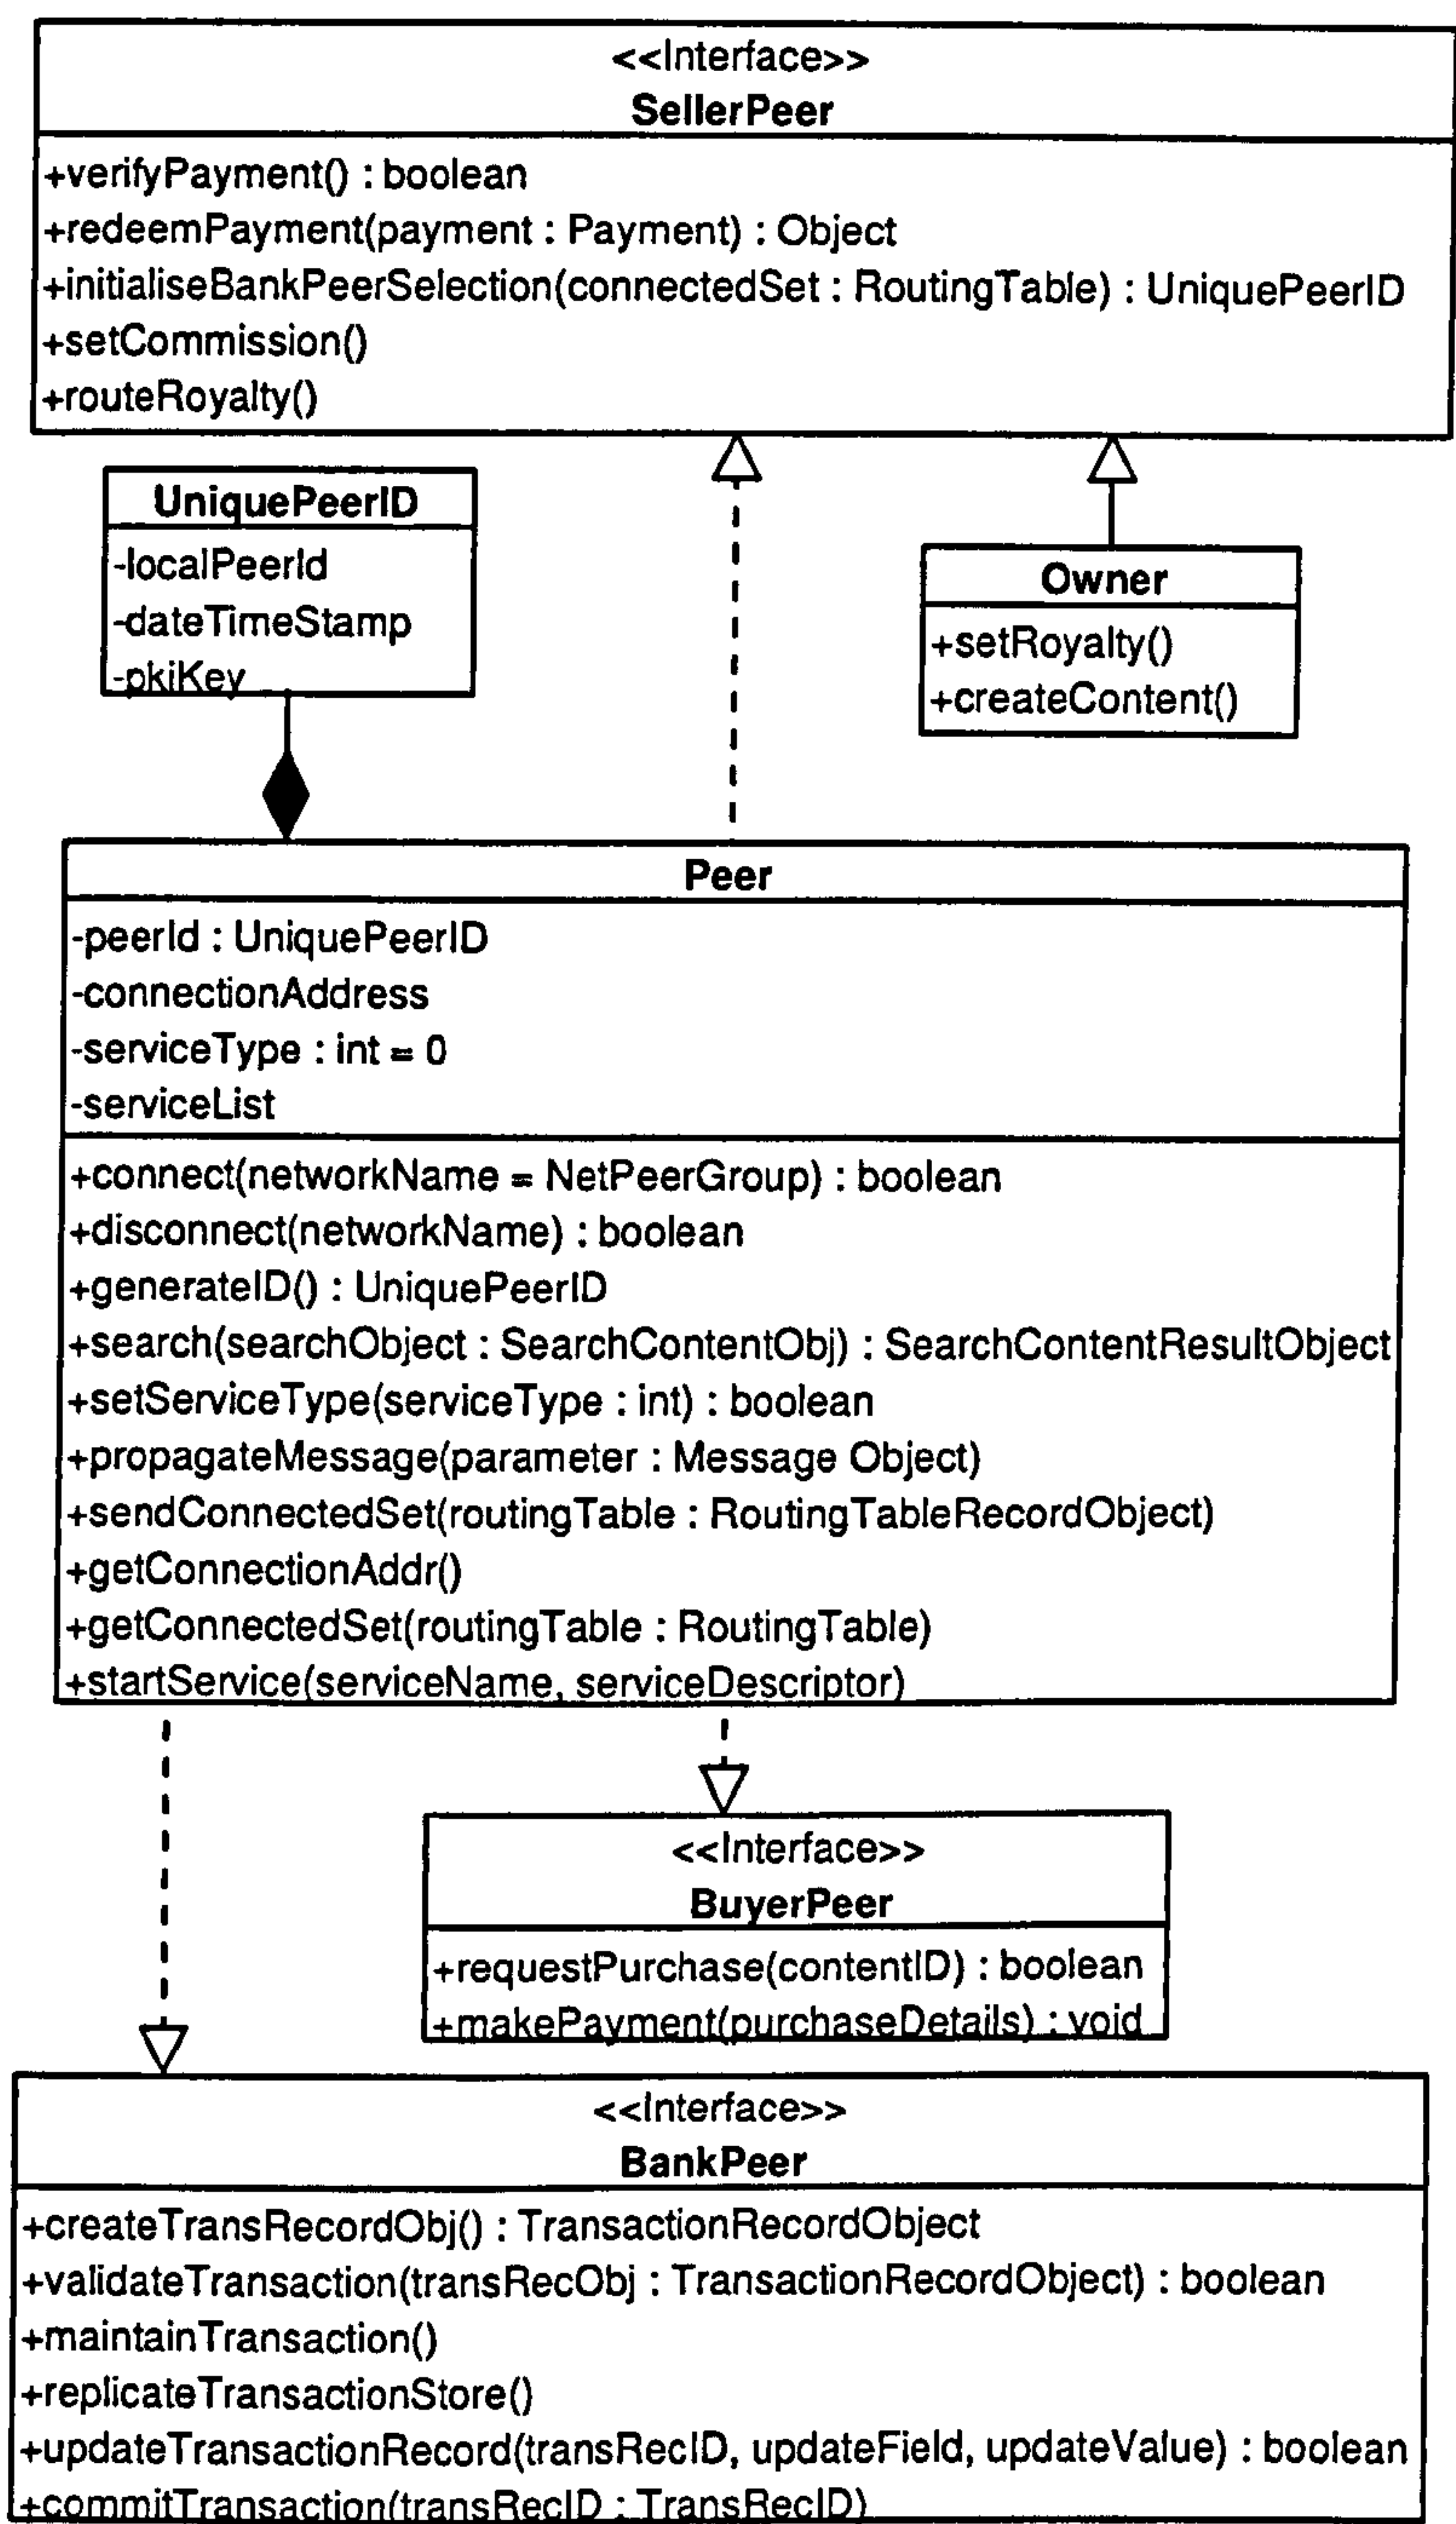 <<Interface>>
SellerPeer
+verifyPayment() : boolean
+redeemPayment(payment : Payment) : Object
+initialiseBankPeerSelection(connectedSet : RoutingTable) : UniquePeerID
+setCommission()
+routeRoyalty()
UniquePeerID
-localPeerId
-dateTimeStamp
-pkiKey
Owner
+setRoyalty()
+createContent()
Peer
-peerId : UniquePeerID
-connectionAddress
-serviceType : int = 0
-serviceList
+connect(networkName = NetPeerGroup) : boolean
+disconnect(networkName) : boolean
+generateID() : UniquePeerID
+search(searchObject : SearchContentObj) : SearchContentResultObject
+setServiceType(serviceType : int) : boolean
+propagateMessage(parameter : Message Object)
+sendConnectedSet(routingTable : RoutingTableRecordObject)
+getConnectionAddr()
+getConnectedSet(routingTable : RoutingTable)
+startService(serviceName, serviceDescriptor)
<<Interface>>
BuyerPeer
+requestPurchase(contentID) : boolean
+makePayment(purchaseDetails) : void
<<Interface>>
BankPeer
+createTransRecordObj() : TransactionRecordObject
+validateTransaction(transRecObj : TransactionRecordObject) : boolean
+maintainTransaction()
+replicateTransactionStore()
+updateTransactionRecord(transRecID, updateField, updateValue) : boolean
+commitTransaction(transRecID : TransRecID)